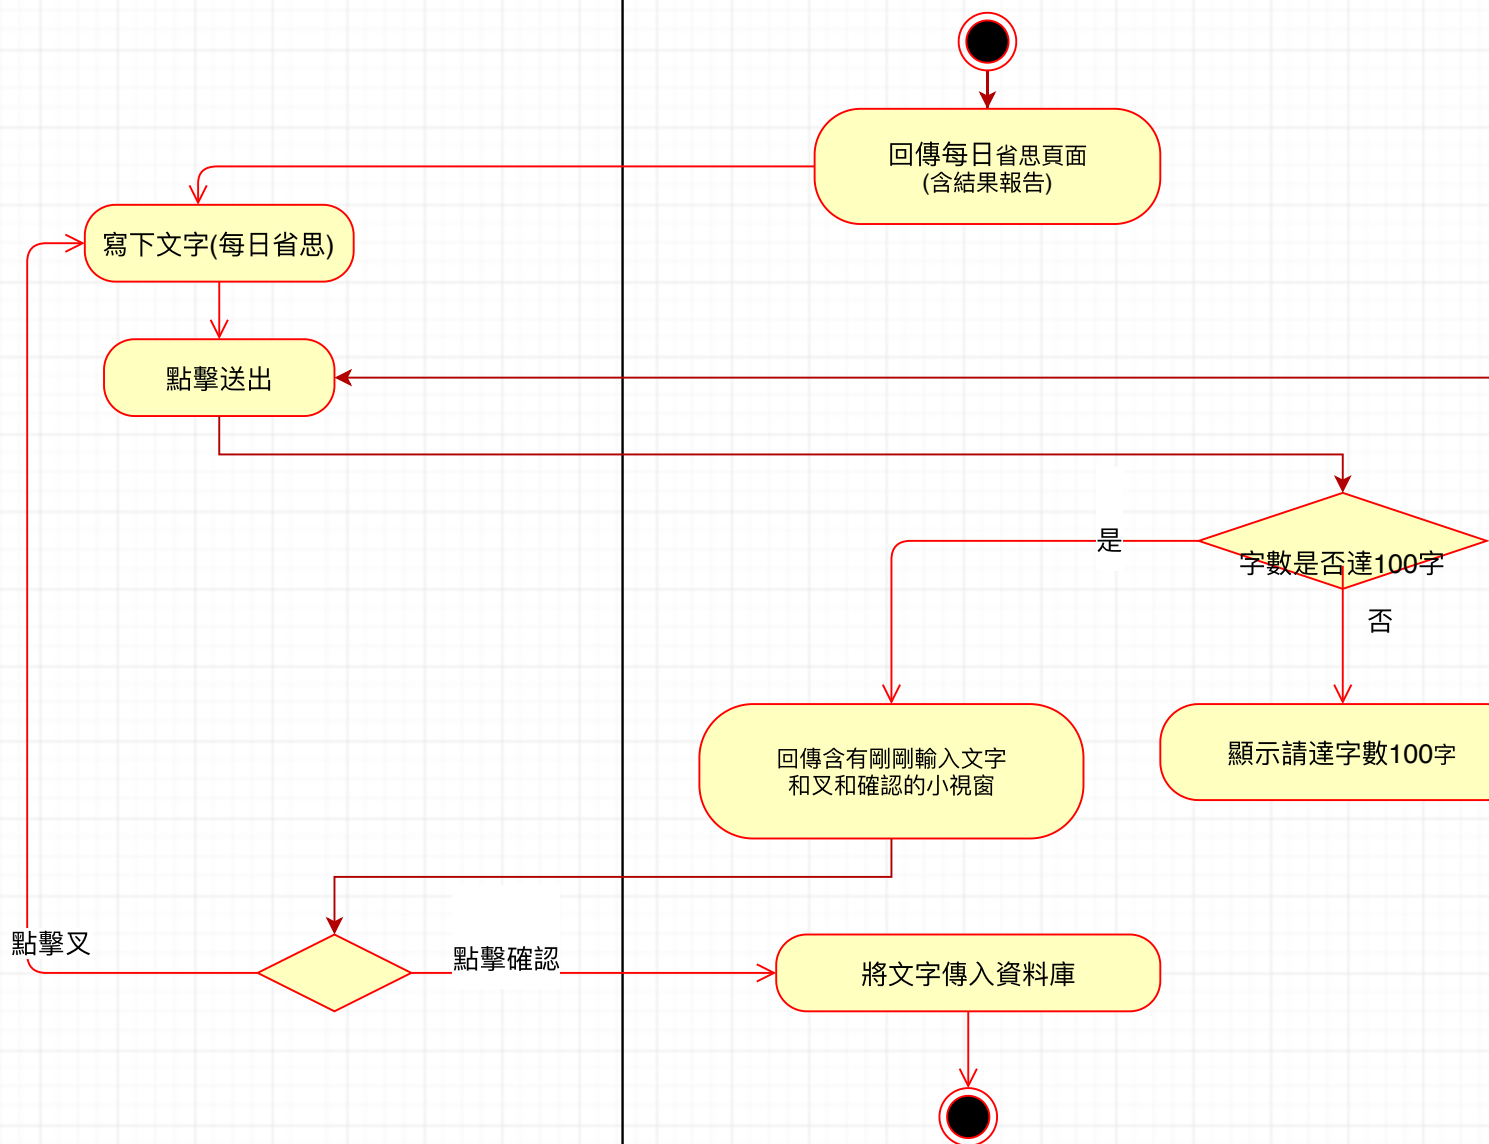 回傳每日省思頁面
(含結果報告)
寫下文字(每日省思)
點擊送出
是
字數是否達100字
否
回傳含有剛剛輸入文字
和叉和確認的小視窗
顯示請達字數100字
點擊叉
點擊確認
將文字傳入資料庫